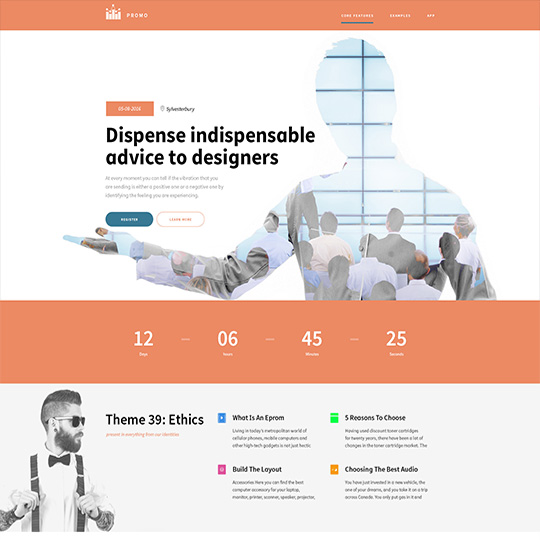 PROMO
CORE FEATURES
EXAMPLES
APP
05-09-2018
Sylvesterbury
Dispense indispensable
advice to designers
At every moment you can tell if the vibration that you
are sending is either a positive one or a negative one by
identifying the feeling you are experiencing.
REGISTER
LEARN MORE
12 — 06 — 45 — 25
Days Hours Minutes Seconds
Theme 39: Ethics
present in everything from our identities
What Is An Eprom
Living in today's metropolitan world of
cellular phones, mobile computers and
other high-tech gadgets is not just hectic
5 Reasons To Choose
Having used discount toner cartridges
for twenty years, there have been a lot of
changes in the toner cartridge market. The
Build The Layout
Accessories Here you can find the best
computer accessory for your laptop,
monitor, printer, scanner, speaker, projector,
Choosing The Best Audio
You have just invested in a new vehicle, the
one of your dreams, and you take it on a trip
across Canada. You only put gas in it and